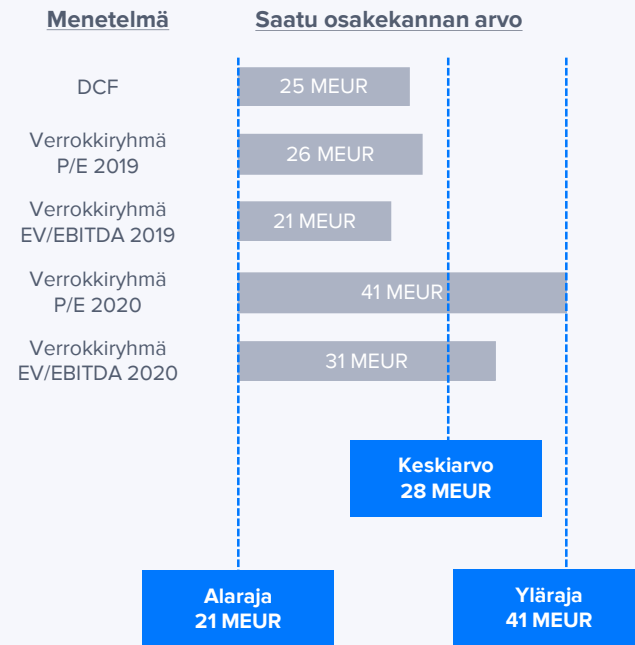 Menetelmä
Saatu osakekannan arvo
DCF
25 MEUR
Verrokkiryhmä
P/E 2019
26 MEUR
Verrokkiryhmä
EV/EBITDA 2019
21 MEUR
Verrokkiryhmä
P/E 2020
41 MEUR
Verrokkiryhmä
EV/EBITDA 2020
31 MEUR
Keskiarvo
28 MEUR
Alaraja
21 MEUR
Yläraja
41 MEUR